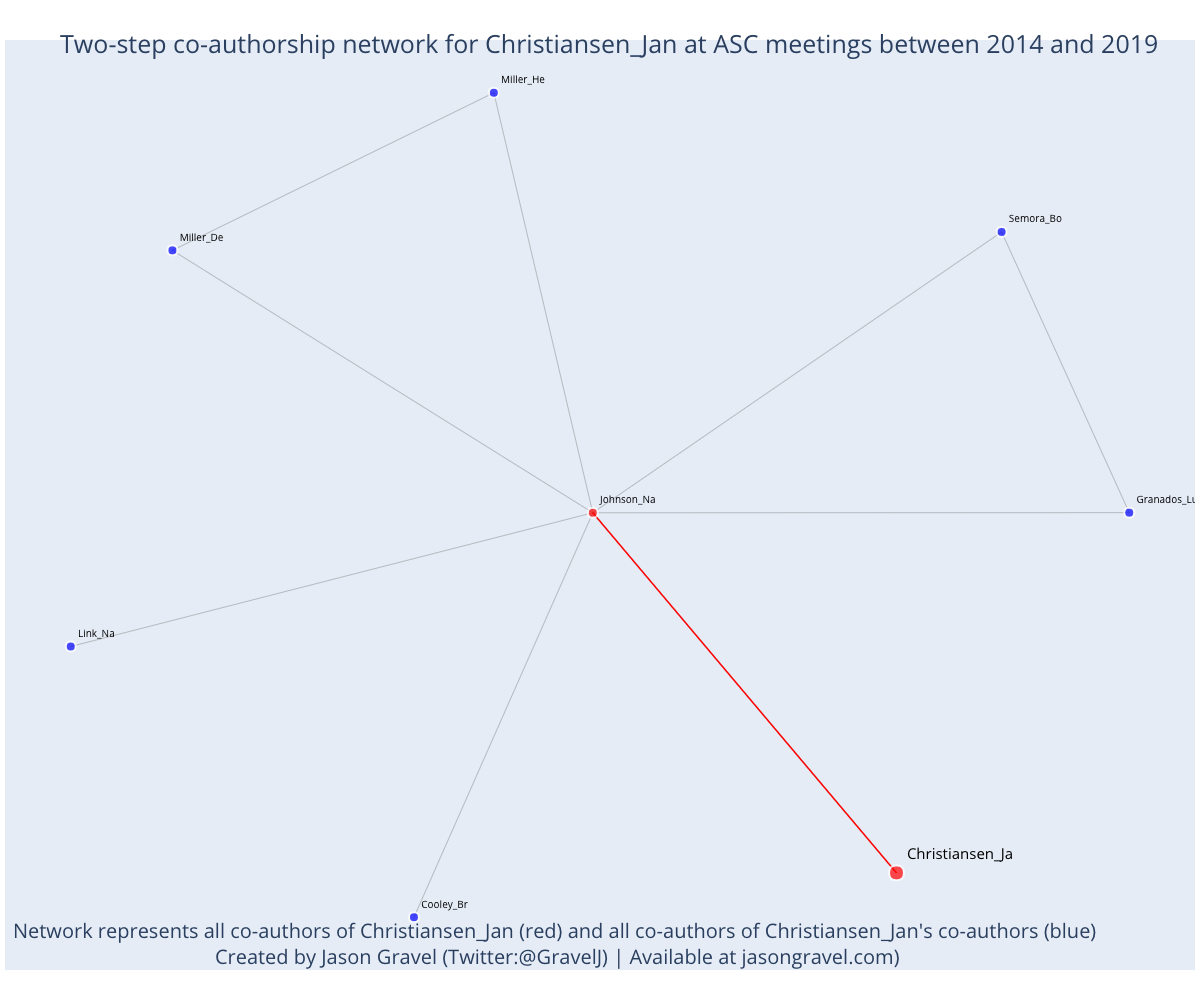 Two-step co-authorship network for Christiansen_Jan at ASC meetings between 2014 and 2019
Miller_He
Semora_Bo
Miller_De
Johnson_Na
Granados_Lu
Link_Na
Christiansen_Ja
Cooley_Br
Network represents all co-authors of Christiansen_Jan (red) and all co-authors of Christiansen_Jan's co-authors (blue)
Created by Jason Gravel (Twitter:@GravelJ) | Available at jasongravel.com)